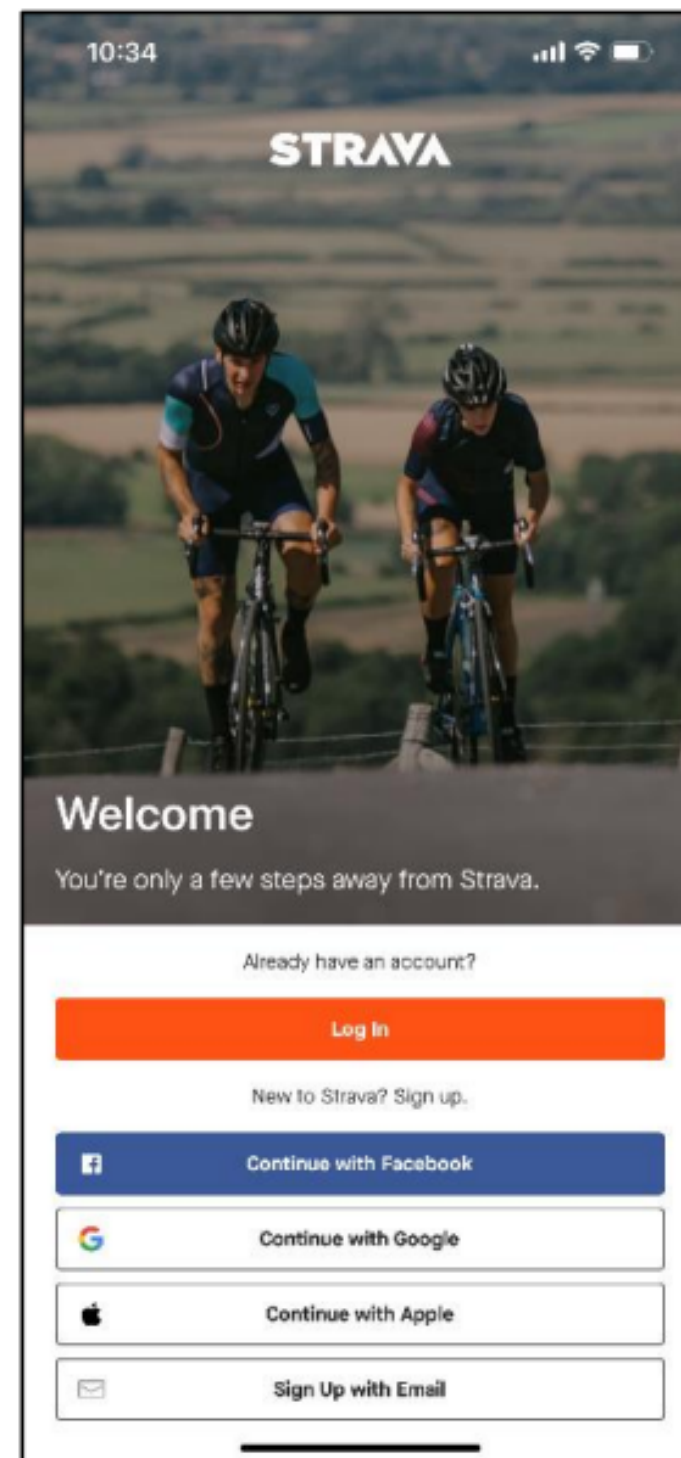 10:34
STRAVA
Welcome
You're only a few steps away from Strava.
Already have an account?
Log In
New to Strava? Sign up.
Continue with Facebook
Continue with Google
Continue with Apple
Sign Up with Email